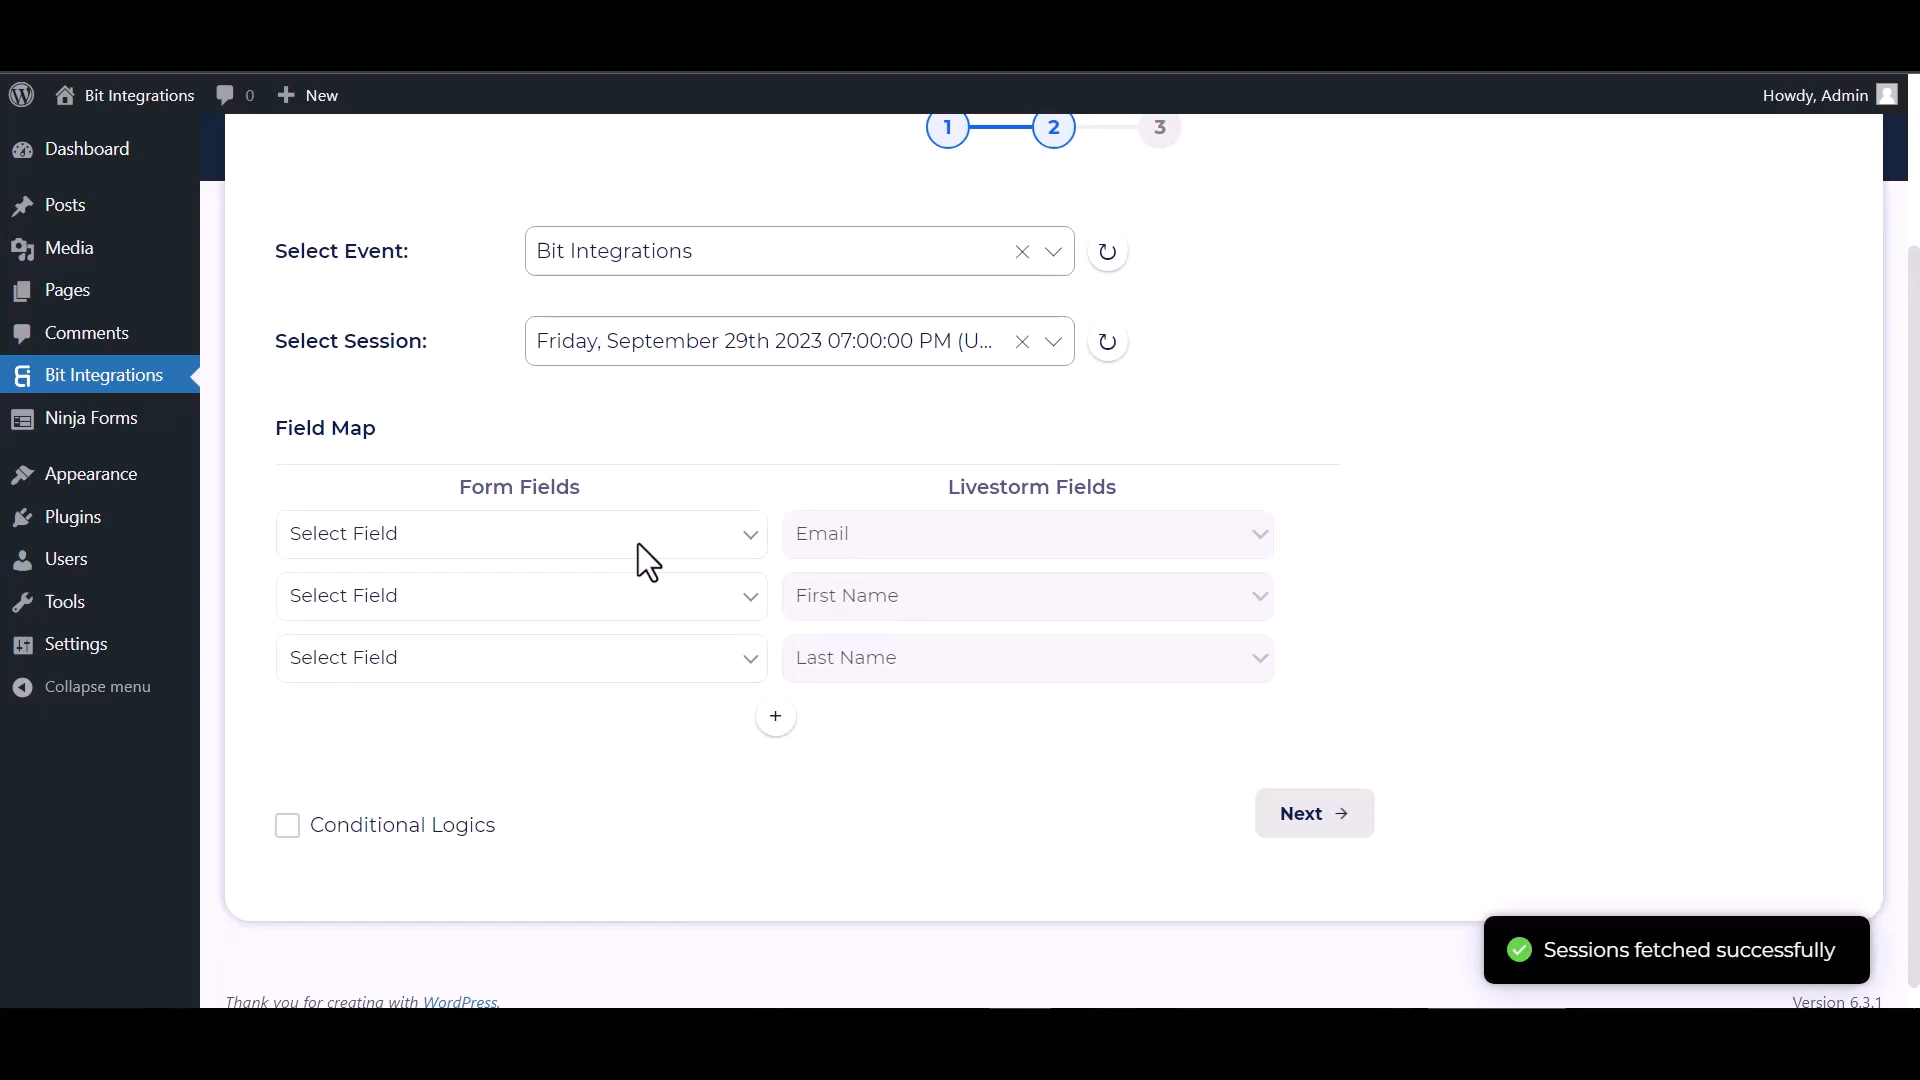 Bit Integrations
0
New
Howdy, Admin
Dashboard
Posts
Media
Pages
Comments
Bit Integrations
Ninja Forms
Appearance
Plugins
Users
Tools
Settings
Collapse menu
1
2
3
Select Event:
Bit Integrations
Select Session:
Friday, September 29th 2023 07:00:00 PM (U...
Field Map
Form Fields
Livestorm Fields
Select Field
Email
Select Field
First Name
Select Field
Last Name
+
Conditional Logics
Next →
Sessions fetched successfully
Thank you for creating with WordPress.
Version 6.3.1